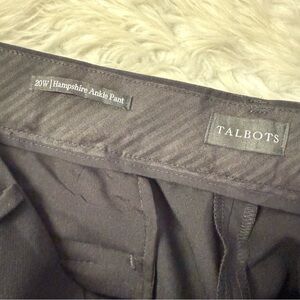 20W | Hampshire Ankle Pant
TALBOTS